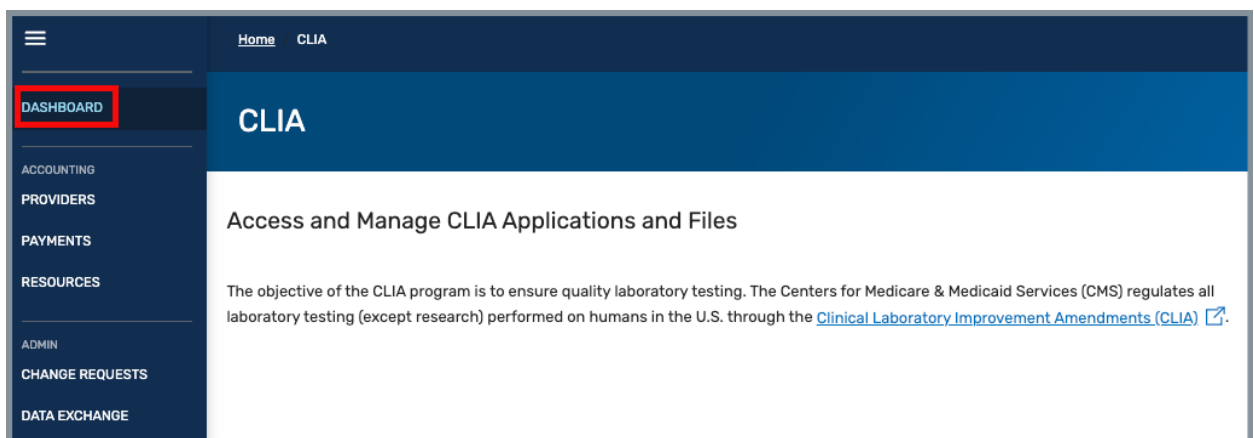 Home CLIA
DASHBOARD
CLIA
ACCOUNTING
PROVIDERS
PAYMENTS
RESOURCES
ADMIN
CHANGE REQUESTS
DATA EXCHANGE
Access and Manage CLIA Applications and Files
The objective of the CLIA program is to ensure quality laboratory testing. The Centers for Medicare & Medicaid Services (CMS) regulates all
laboratory testing (except research) performed on humans in the U.S. through the Clinical Laboratory Improvement Amendments (CLIA).